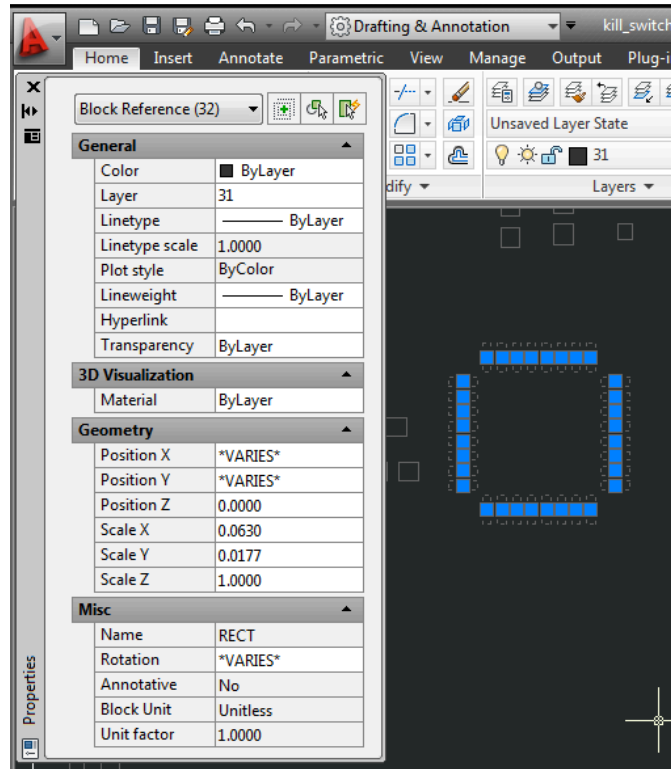 Drafting & Annotation
kill_switch
Home Insert Annotate Parametric View Manage Output Plug-i
Block Reference (32)
General
Color ByLayer
Layer 31
Linetype ByLayer
Linetype scale 1.0000
Plot style ByColor
Lineweight ByLayer
Hyperlink
Transparency ByLayer
3D Visualization
Material ByLayer
Geometry
Position X *VARIES*
Position Y *VARIES*
Position Z 0.0000
Scale X 0.0630
Scale Y 0.0177
Scale Z 1.0000
Misc
Name RECT
Rotation *VARIES*
Annotative No
Block Unit Unitless
Unit factor 1.0000
Properties
Unsaved Layer State
31
dify
Layers